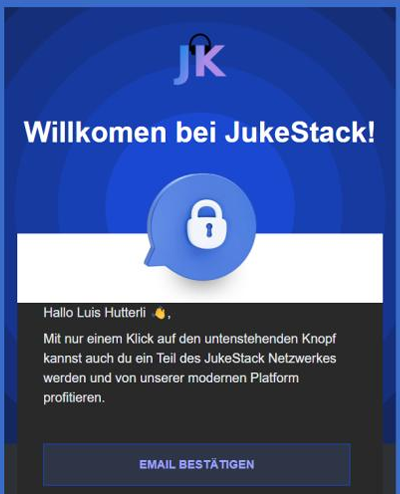 JK
Willkomen bei JukeStack!
Hallo Luis Hutterli 👋,
Mit nur einem Klick auf den untenstehenden Knopf
kannst auch du ein Teil des JukeStack Netzwerkes
werden und von unserer modernen Platform
profitieren.
EMAIL BESTÄTIGEN